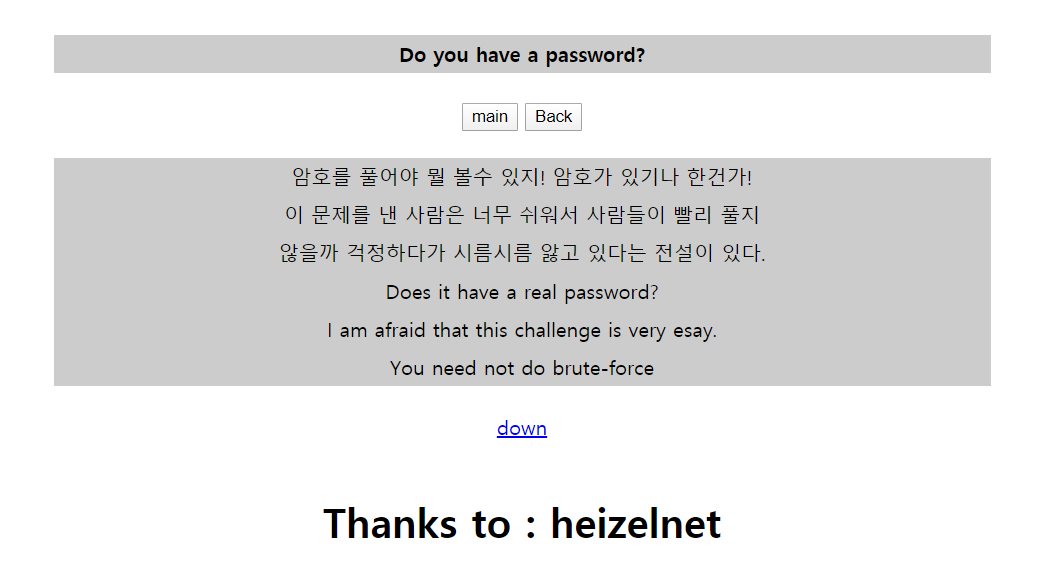 Do you have a password?
main Back
암호를 풀어야 뭘 볼수 있지! 암호가 있기나 한건가!
이 문제를 낸 사람은 너무 쉬워서 사람들이 빨리 풀지
않을까 걱정하다가 시름시름 앓고 있다는 전설이 있다.
Does it have a real password?
I am afraid that this challenge is very esay.
You need not do brute-force
down
Thanks to : heizelnet